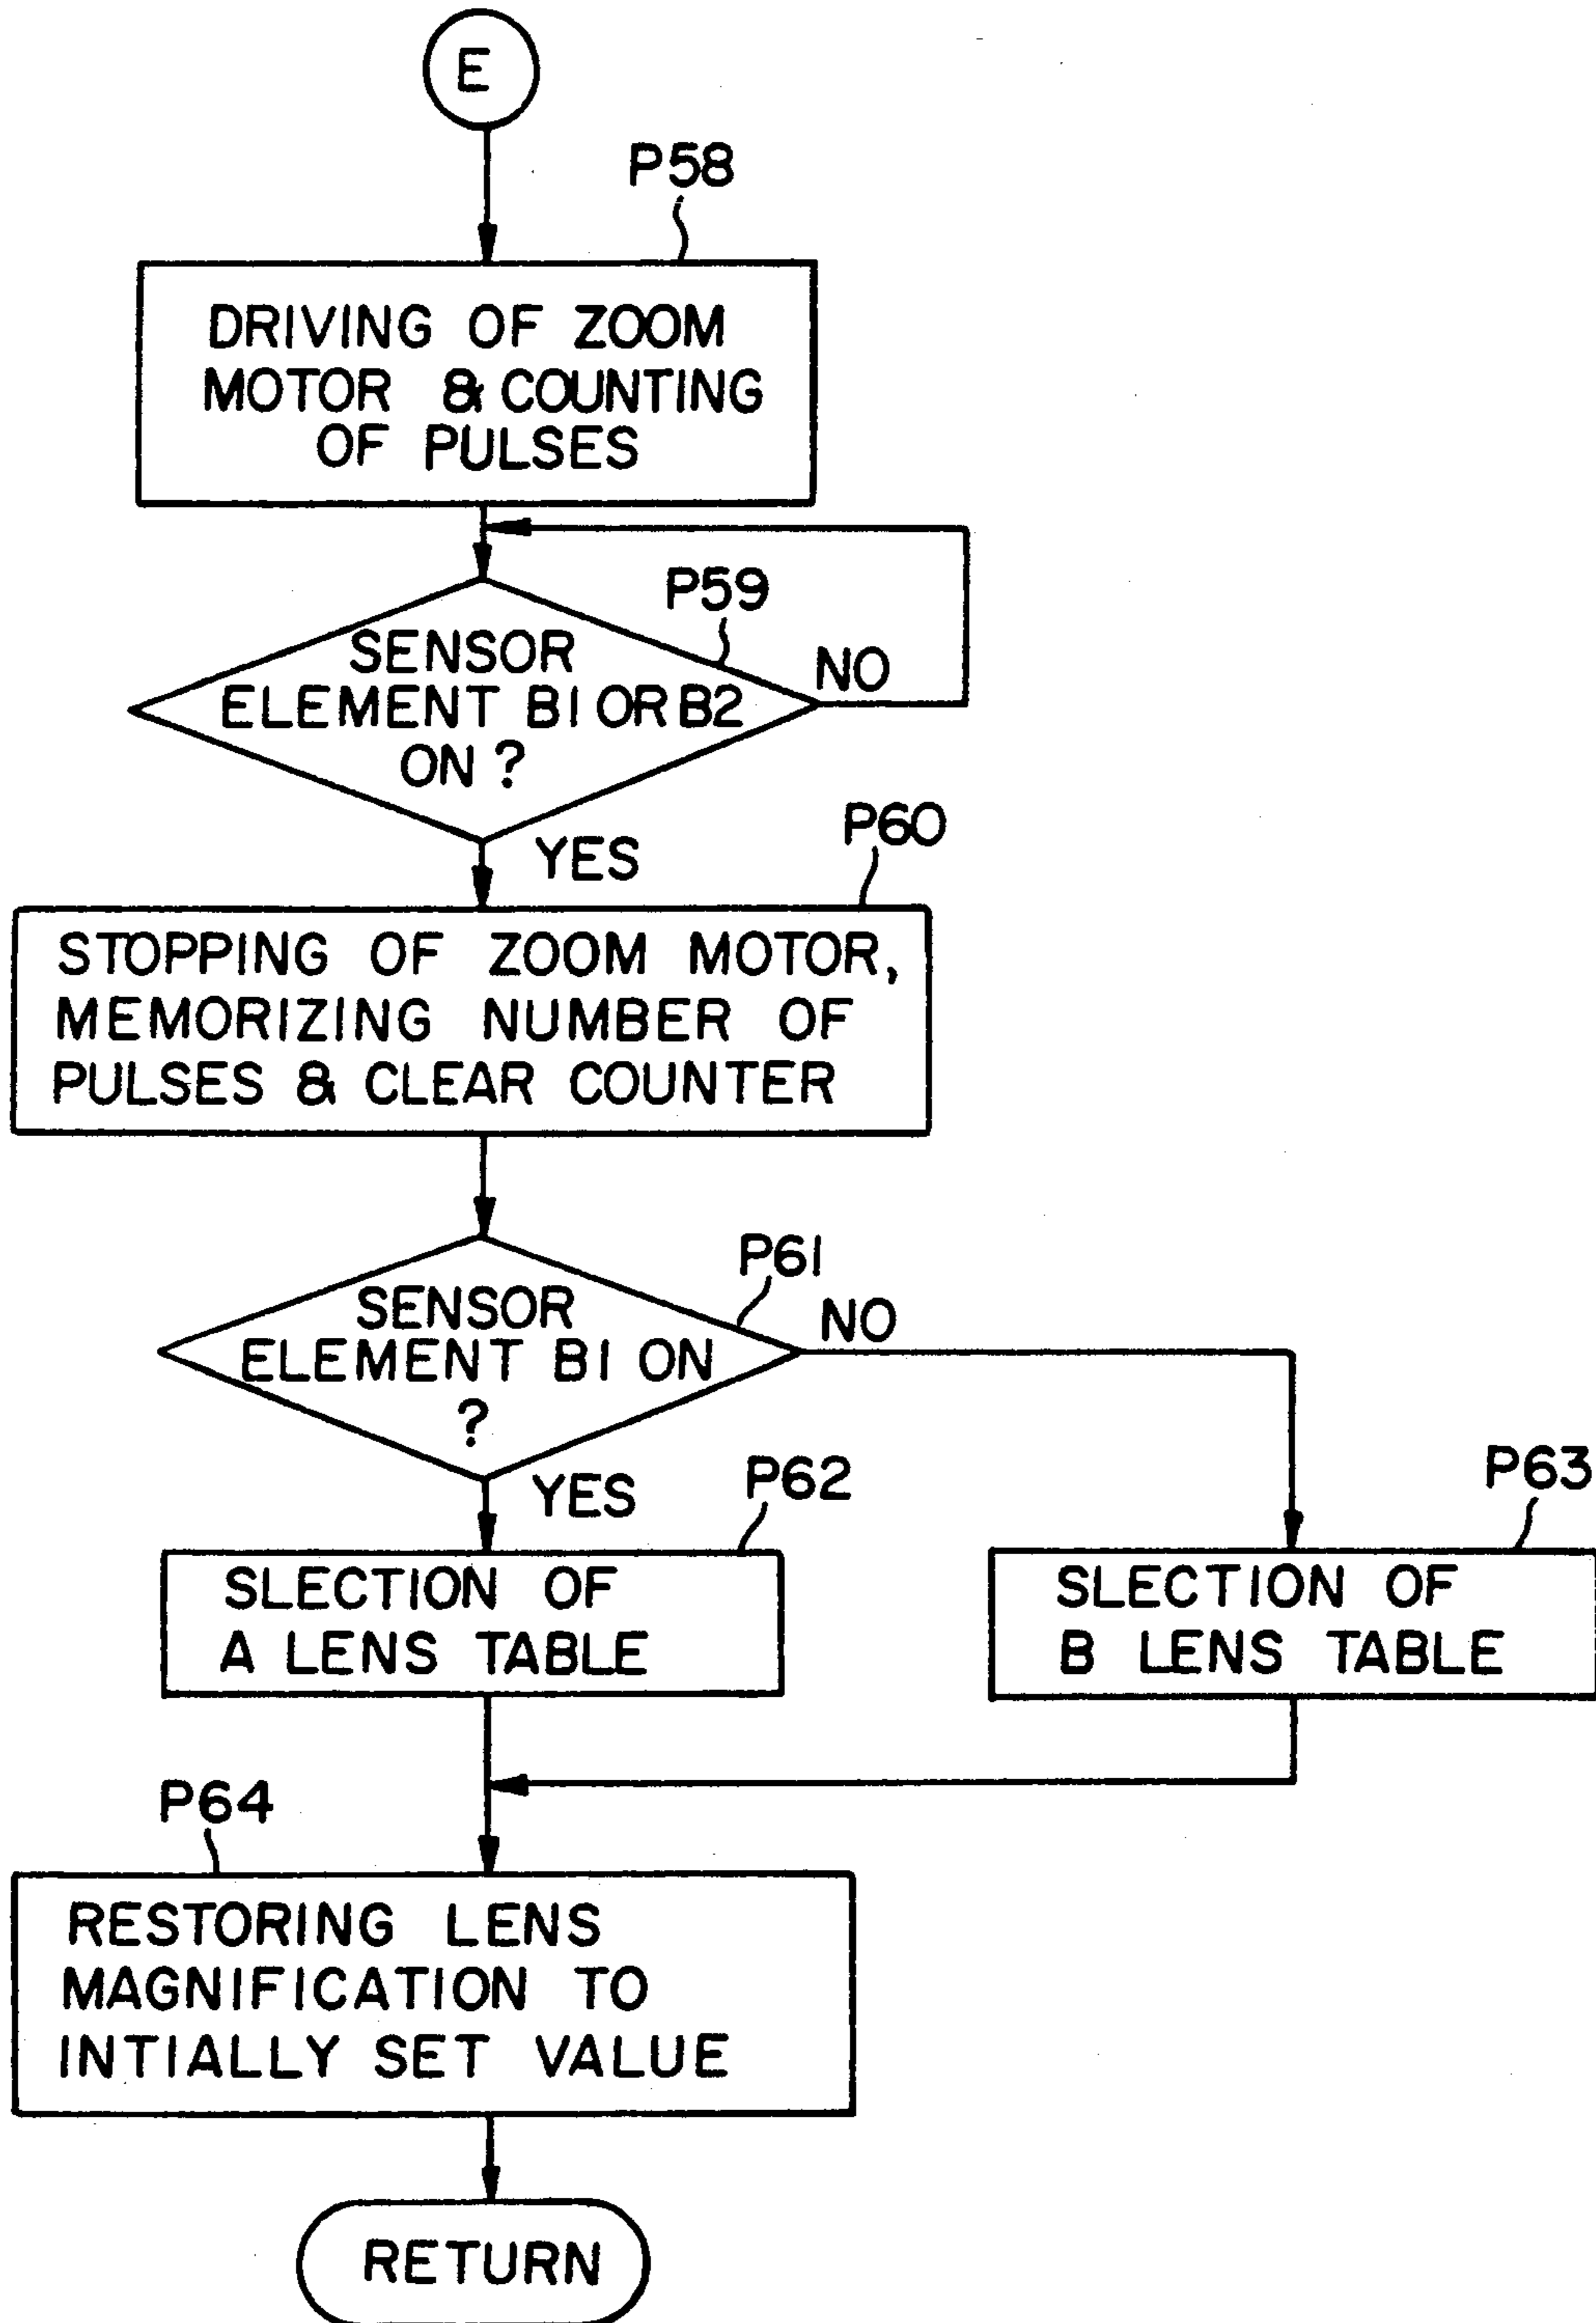 E
P58
DRIVING OF ZOOM
MOTOR & COUNTING
OF PULSES
P59
SENSOR
ELEMENT B1 OR B2
ON ?
NO
YES
P60
STOPPING OF ZOOM MOTOR,
MEMORIZING NUMBER OF
PULSES & CLEAR COUNTER
P61
SENSOR
ELEMENT B1 ON
?
NO
YES
P62
SLECTION OF
A LENS TABLE
P63
SLECTION OF
B LENS TABLE
P64
RESTORING LENS
MAGNIFICATION TO
INTIALLY SET VALUE
RETURN